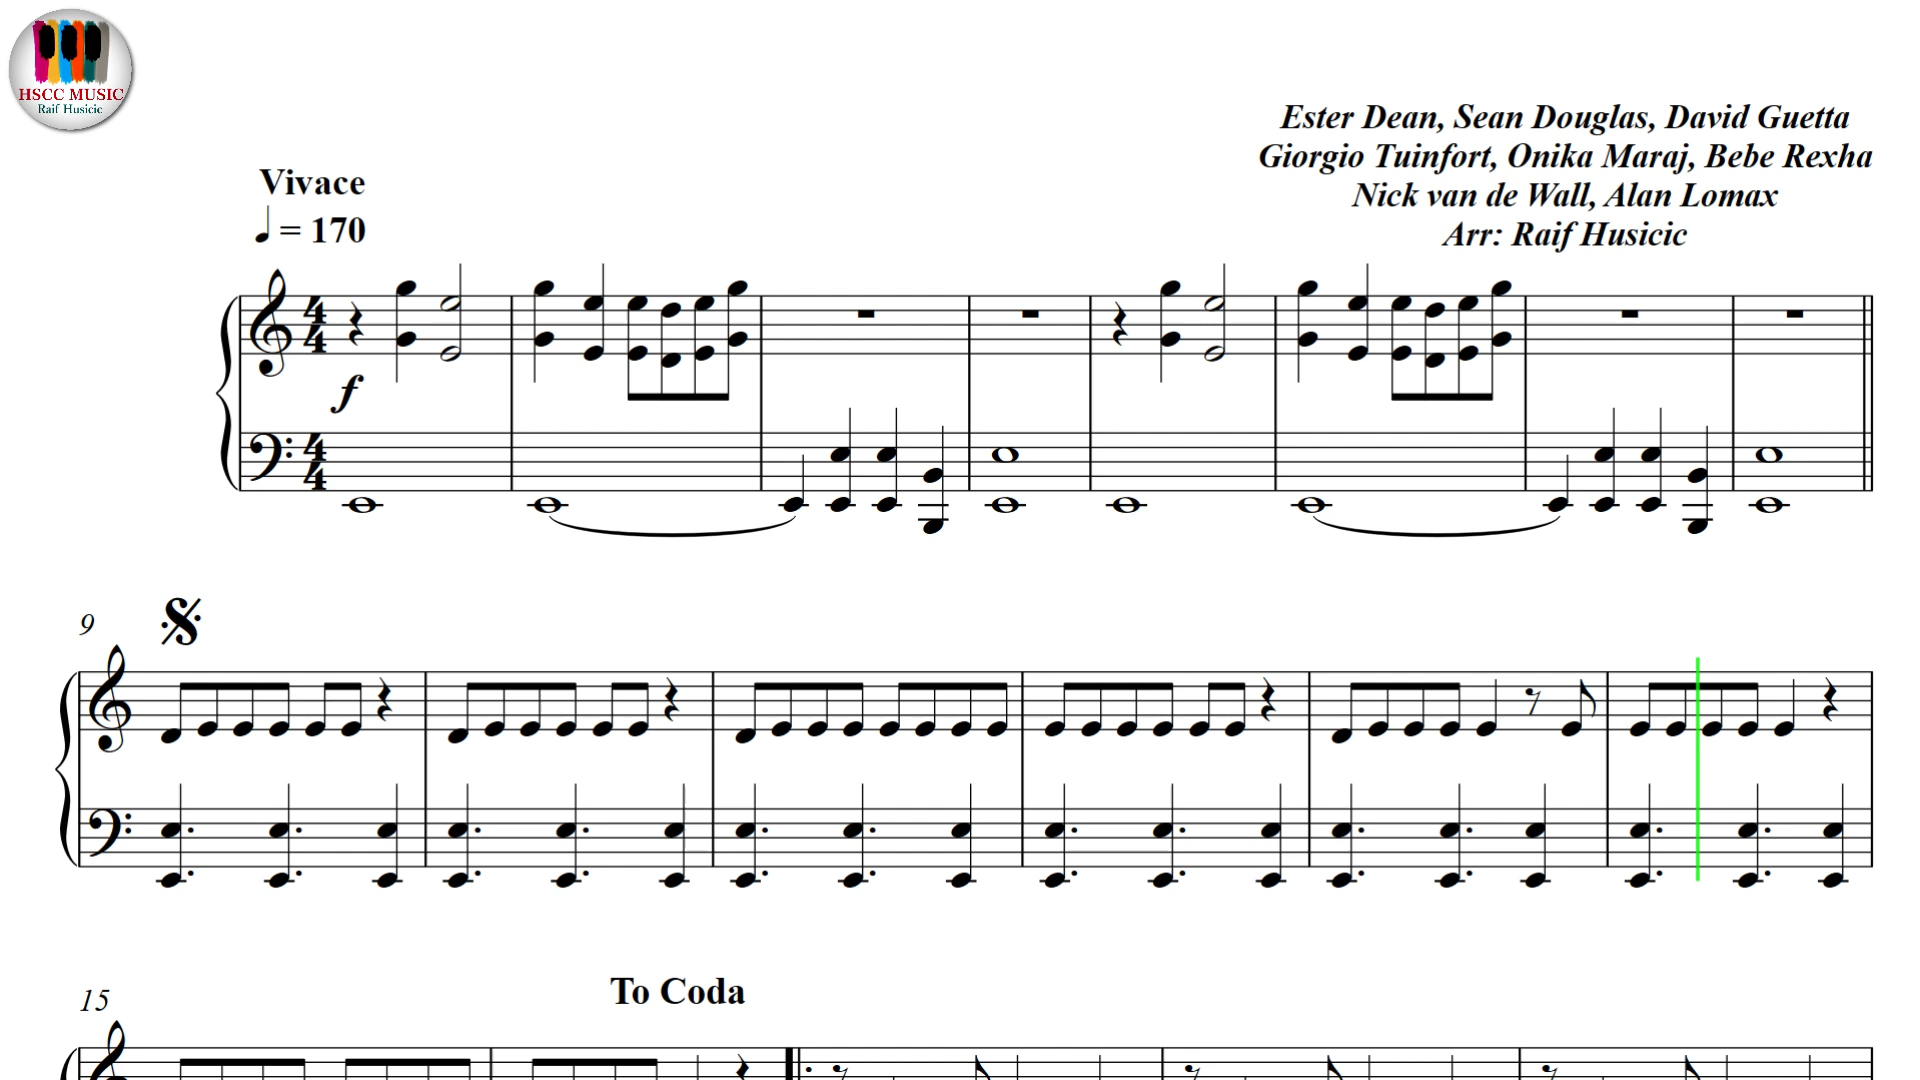 HSCC MUSIC
Raif Husicic
Ester Dean, Sean Douglas, David Guetta
Giorgio Tuinfort, Onika Maraj, Bebe Rexha
Nick van de Wall, Alan Lomax
Arr: Raif Husicic
Vivace
♩ = 170
4/4
f
4/4
9
15
To Coda